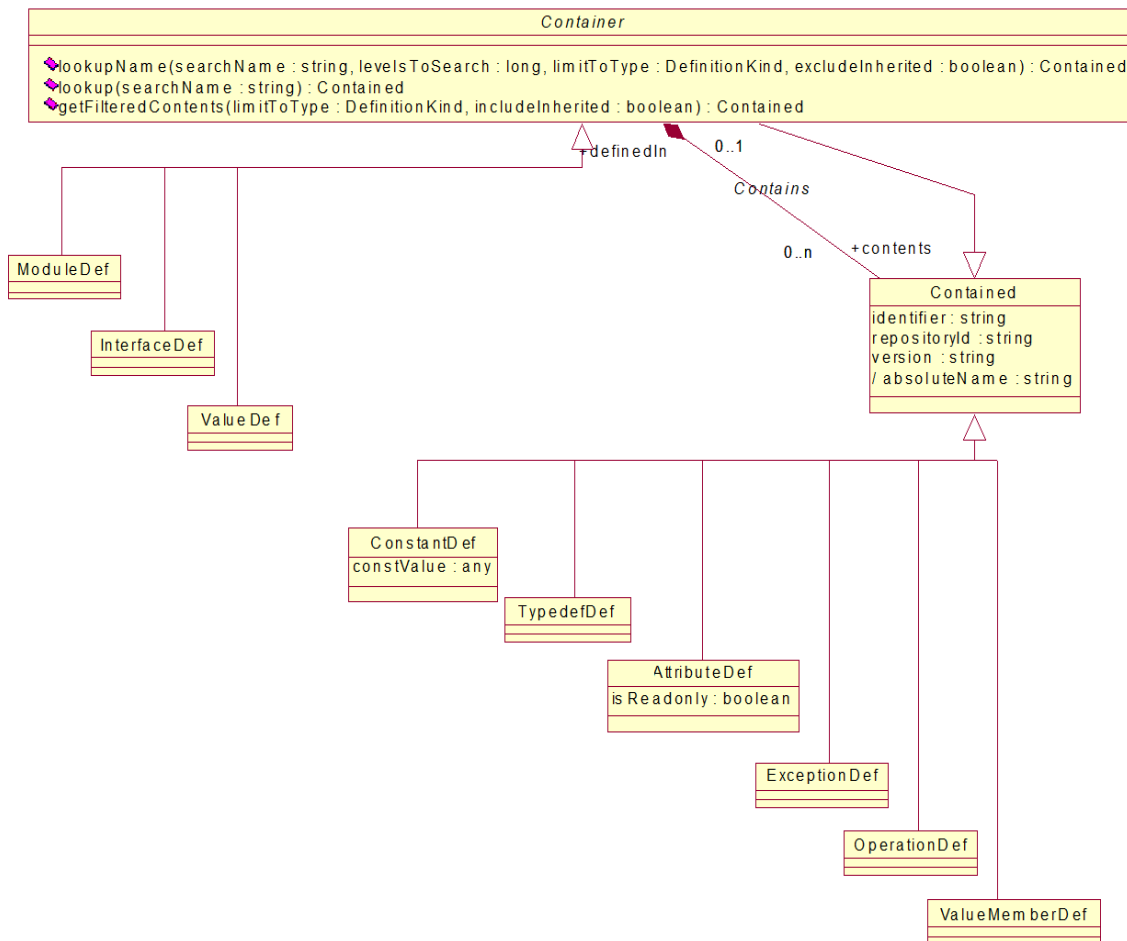 Container
lookupName(searchName : string, levelsToSearch : long, limitToType : DefinitionKind, excludeInherited : boolean) : Contained
lookup(searchName : string) : Contained
getFilteredContents(limitToType : DefinitionKind, includeInherited : boolean) : Contained
+definedIn
0..1
Contains
0..n
+contents
ModuleDef
InterfaceDef
ValueDef
Contained
identifier : string
repositoryId : string
version : string
/ absoluteName : string
ConstantDef
constValue : any
TypedefDef
AttributeDef
isReadonly : boolean
ExceptionDef
OperationDef
ValueMemberDef